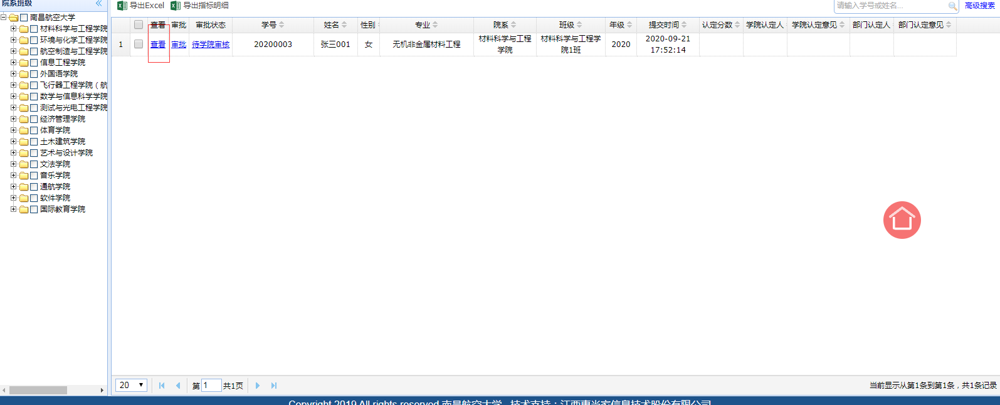 院系班级
南昌航空大学
材料科学与工程学院
环境与化学工程学院
航空制造与工程学院
信息工程学院
外国语学院
飞行器工程学院（航
数学与信息科学学院
测试与光电工程学院
经济管理学院
体育学院
土木建筑学院
艺术与设计学院
文法学院
音乐学院
通航学院
软件学院
国际教育学院
导出Excel 导出指标明细
请输入学号或姓名... 高级搜索
查看 审批 审批状态 学号 姓名 性别 专业 院系 班级 年级 提交时间 认定分数 学院认定人 学院认定意见 部门认定人 部门认定意见
1 查看 审批 待学院审核 20200003 张三001 女 无机非金属材料工程 材料科学与工程学院 材料科学与工程学院1班 2020 2020-09-21 17:52:14
20 第 1 共1页 当前显示从第1条到第1条，共1条记录
Copyright 2019 All rights reserved 南昌航空大学 技术支持：江西惠当家信息技术股份有限公司